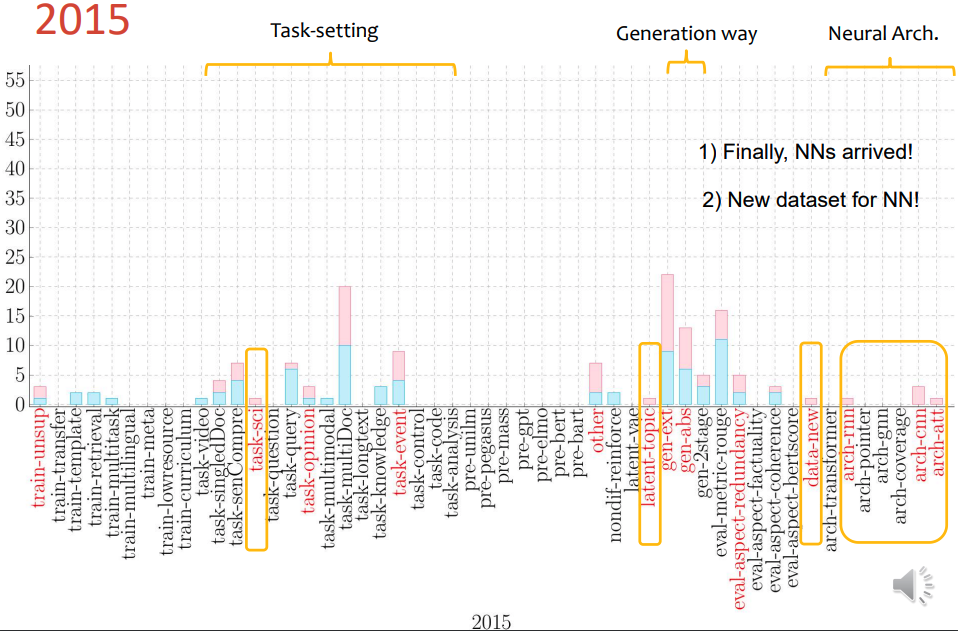 2015
Task-setting
Generation way
Neural Arch.
1) Finally, NNs arrived!
2) New dataset for NN!
55
50
45
40
35
30
25
20
15
10
5
0
train-unsup
train-transfer
train-template
train-retrieval
train-multitask
train-multilingual
train-meta
train-lowresource
train-curriculum
task-video
task-singledDoc
task-senCompre
task-sci
task-question
task-query
task-opinion
task-multimodal
task-multiDoc
task-longtext
task-knowledge
task-event
task-control
task-code
task-analysis
pre-unilm
pre-pegasus
pre-mass
pre-gpt
pre-elmo
pre-bert
pre-bart
other
nondif-reinforce
latent-vae
latent-topic
gen-ext
gen-abs
gen-2stage
eval-metric-rouge
eval-aspect-redundancy
eval-aspect-factuality
eval-aspect-coherence
eval-aspect-bertscore
data-new
arch-transformer
arch-rnn
arch-pointer
arch-gnn
arch-coverage
arch-cnn
arch-att
2015